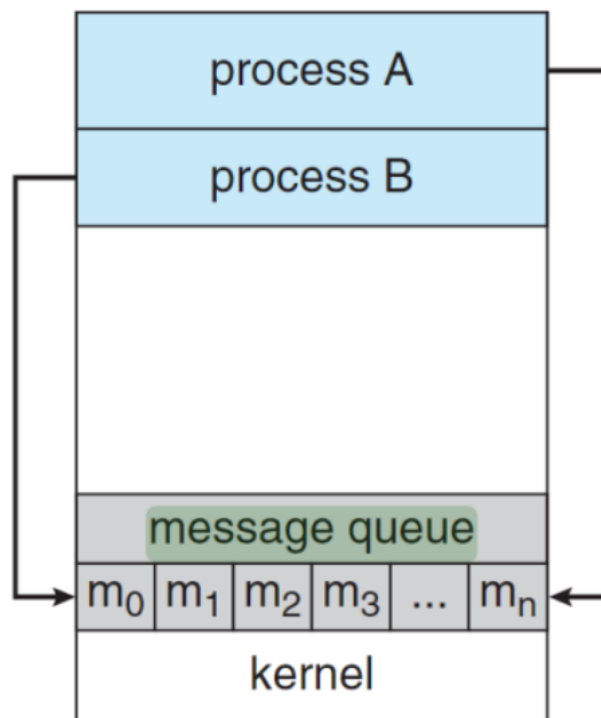 process A
process B
message queue
m₀ m₁ m₂ m₃ ... mₙ
kernel